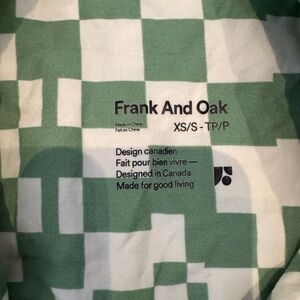 Frank And Oak
Made in China
Fait en Chine
XS/S - TP/P
Design canadien
Fait pour bien vivre —
Designed in Canada
Made for good living